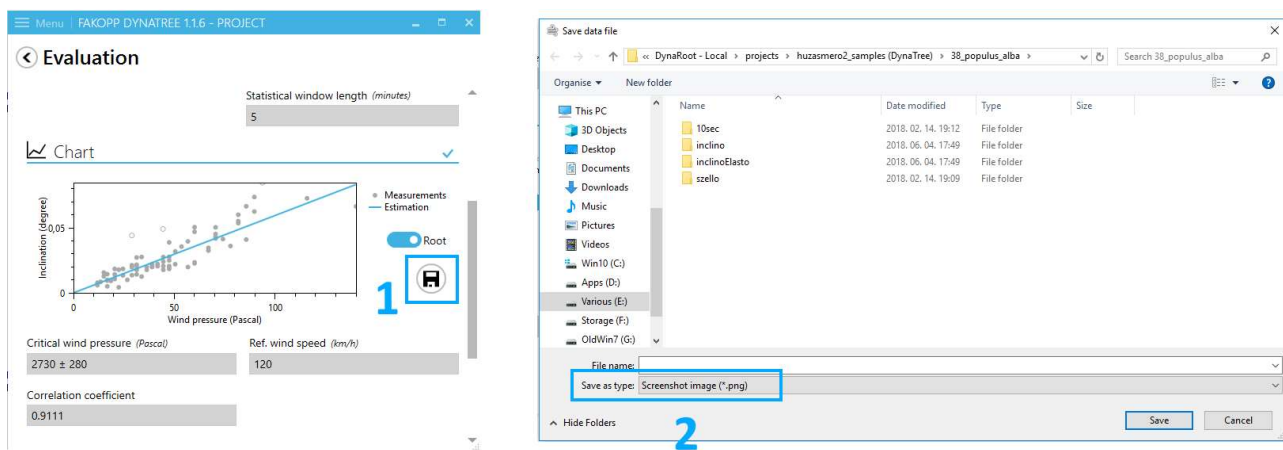 Menu | FAKOPP DYNATREE 1.1.6 - PROJECT
Evaluation
Statistical window length (minutes)
5
Chart
Inclination (degree)
0,05
0
0 50 100
Wind pressure (Pascal)
Measurements
Estimation
Root
1
Critical wind pressure (Pascal)
2730 ± 280
Ref. wind speed (km/h)
120
Correlation coefficient
0.9111
Save data file
« DynaRoot - Local › projects › huzasmero2_samples (DynaTree) › 38_populus_alba ›
Search 38_populus_alba
Organise New folder
This PC
3D Objects
Desktop
Documents
Downloads
Music
Pictures
Videos
Win10 (C:)
Apps (D:)
Various (E:)
Storage (F:)
OldWin7 (G:)
Name Date modified Type Size
10sec 2018. 02. 14. 19:12 File folder
inclino 2018. 06. 04. 17:49 File folder
inclinoElasto 2018. 06. 04. 17:49 File folder
szello 2018. 02. 14. 19:09 File folder
File name:
Save as type: Screenshot image (*.png)
Hide Folders
2
Save Cancel